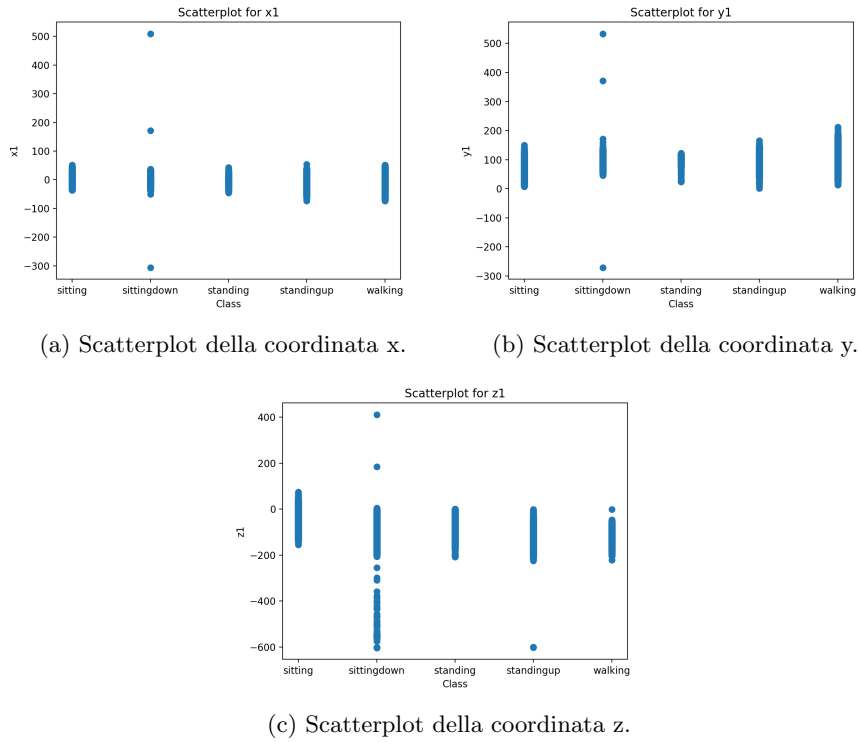 Scatterplot for x1
500
400
300
200
100
0
−100
−200
−300
x1
sitting sittingdown standing standingup walking
Class
(a) Scatterplot della coordinata x.
Scatterplot for y1
500
400
300
200
100
0
−100
−200
−300
y1
sitting sittingdown standing standingup walking
Class
(b) Scatterplot della coordinata y.
Scatterplot for z1
400
200
0
−200
−400
−600
z1
sitting sittingdown standing standingup walking
Class
(c) Scatterplot della coordinata z.